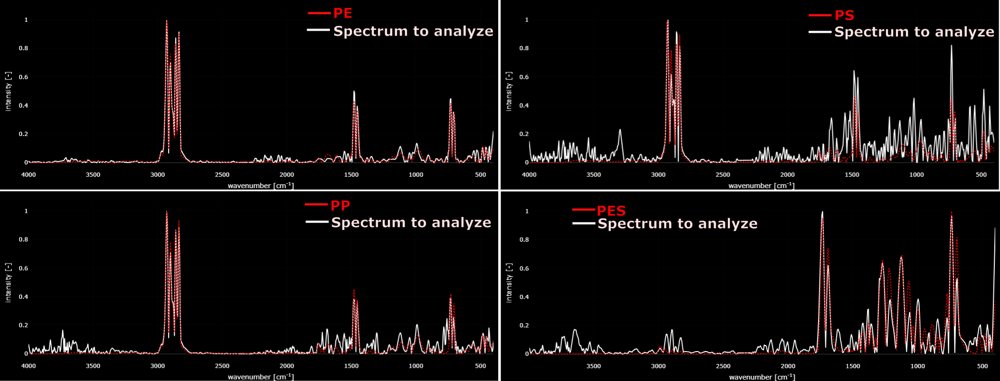 PE
Spectrum to analyze
1
0.8
0.6
0.4
0.2
0
intensity [-]
4000 3500 3000 2500 2000 1500 1000 500
wavenumber [cm⁻¹]
PS
Spectrum to analyze
1
0.8
0.6
0.4
0.2
0
intensity [-]
4000 3500 3000 2500 2000 1500 1000 500
wavenumber [cm⁻¹]
PP
Spectrum to analyze
1
0.8
0.6
0.4
0.2
0
intensity [-]
4000 3500 3000 2500 2000 1500 1000 500
wavenumber [cm⁻¹]
PES
Spectrum to analyze
1
0.8
0.6
0.4
0.2
0
intensity [-]
3500 3000 2500 2000 1500 1000 500
wavenumber [cm⁻¹]